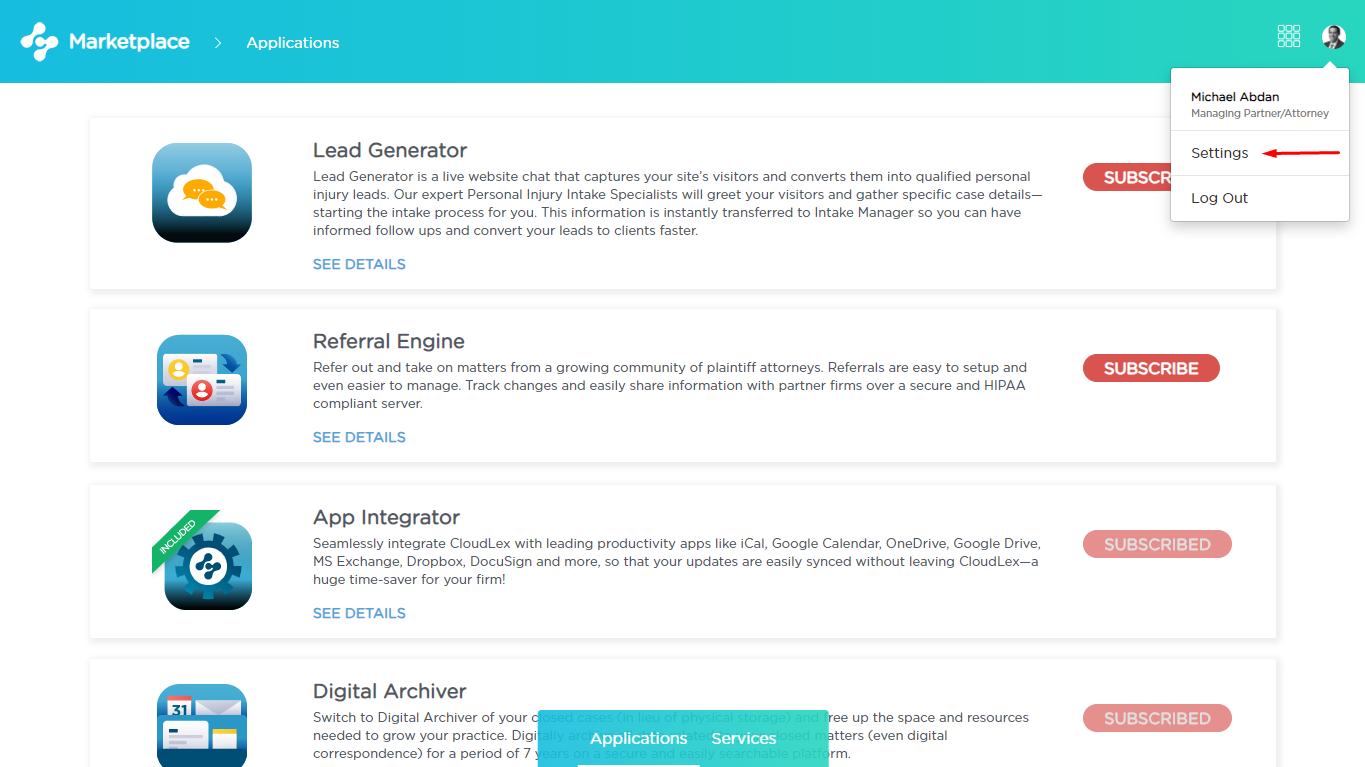 Marketplace > Applications
Michael Abdan
Managing Partner/Attorney
Settings
Log Out
Lead Generator
Lead Generator is a live website chat that captures your site's visitors and converts them into qualified personal
injury leads. Our expert Personal Injury Intake Specialists will greet your visitors and gather specific case details—
starting the intake process for you. This information is instantly transferred to Intake Manager so you can have
informed follow ups and convert your leads to clients faster.
SEE DETAILS
SUBSCR
Referral Engine
Refer out and take on matters from a growing community of plaintiff attorneys. Referrals are easy to setup and
even easier to manage. Track changes and easily share information with partner firms over a secure and HIPAA
compliant server.
SEE DETAILS
SUBSCRIBE
INCLUDED
App Integrator
Seamlessly integrate CloudLex with leading productivity apps like iCal, Google Calendar, OneDrive, Google Drive,
MS Exchange, Dropbox, DocuSign and more, so that your updates are easily synced without leaving CloudLex—a
huge time-saver for your firm!
SEE DETAILS
SUBSCRIBED
31
Digital Archiver
Switch to Digital Archiver of your closed cases (in lieu of physical storage) and free up the space and resources
needed to grow your practice. matters (even digital
correspondence) for a period of 7 years on a secure and easily searchable platform.
SUBSCRIBED
Applications Services